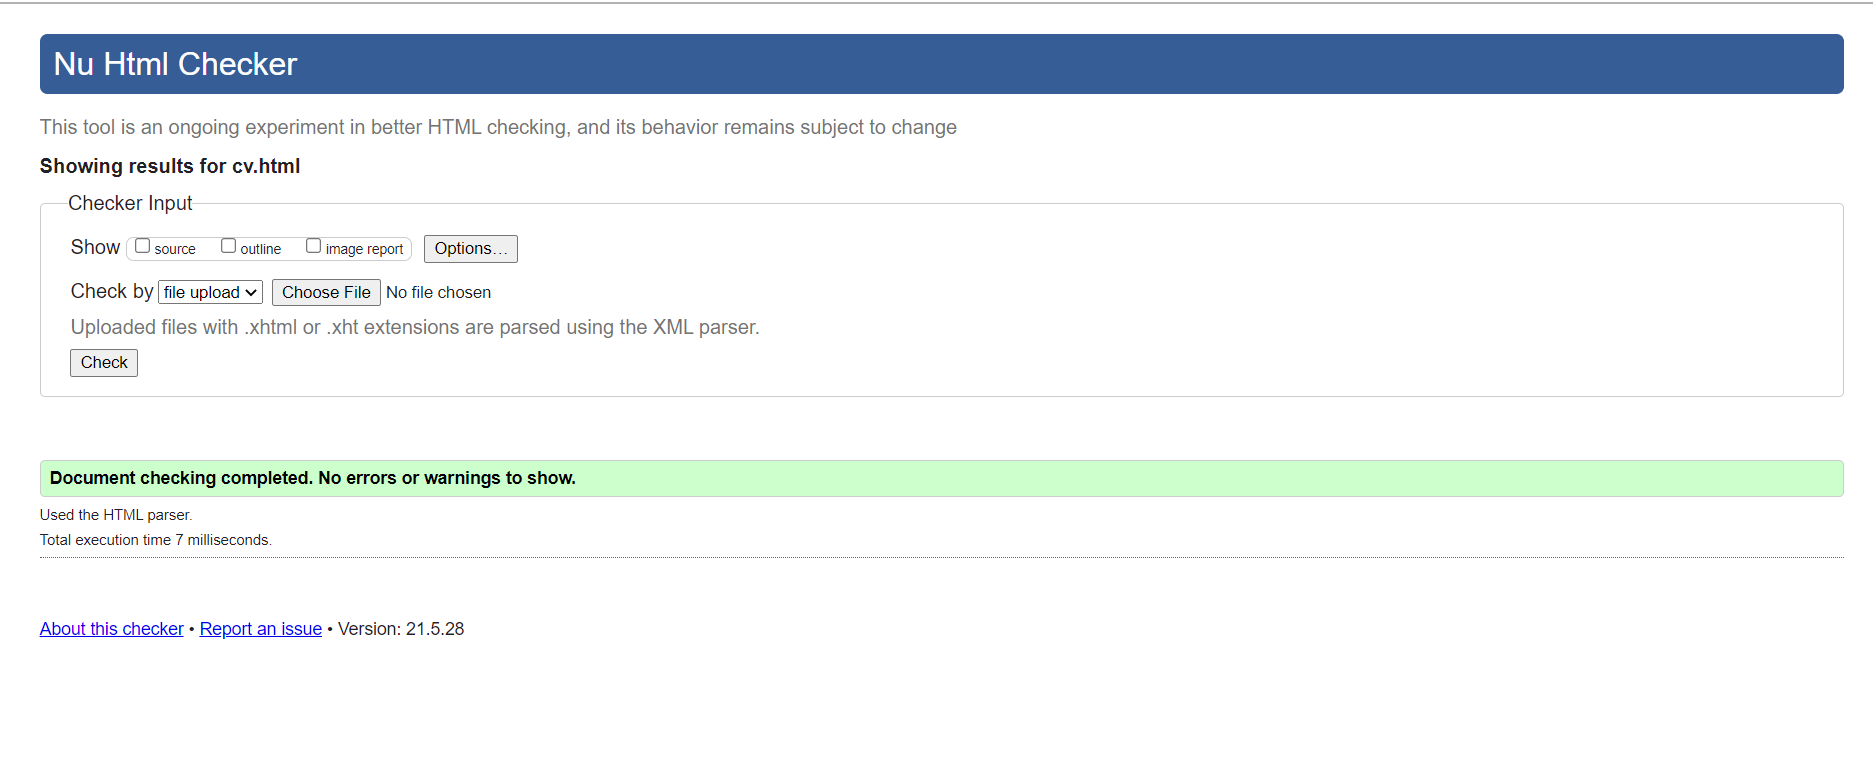 Nu Html Checker
This tool is an ongoing experiment in better HTML checking, and its behavior remains subject to change
Showing results for cv.html
Checker Input
Show source outline image report Options…
Check by file upload Choose File No file chosen
Uploaded files with .xhtml or .xht extensions are parsed using the XML parser.
Check
Document checking completed. No errors or warnings to show.
Used the HTML parser.
Total execution time 7 milliseconds.
About this checker • Report an issue • Version: 21.5.28